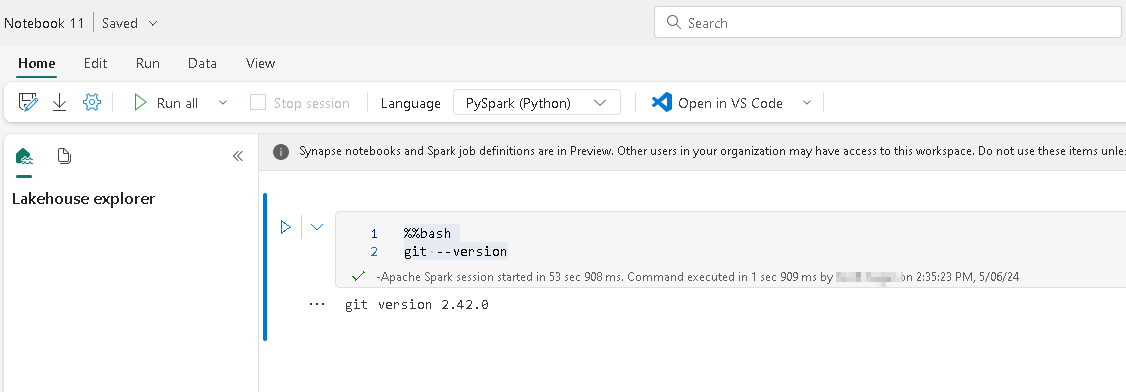 Notebook 11 Saved
Search
Home Edit Run Data View
Run all Stop session Language PySpark (Python) Open in VS Code
Synapse notebooks and Spark job definitions are in Preview. Other users in your organization may have access to this workspace. Do not use these items unle
Lakehouse explorer
1 %%bash
2 git --version
-Apache Spark session started in 53 sec 908 ms. Command executed in 1 sec 909 ms by on 2:35:23 PM, 5/06/24
git version 2.42.0